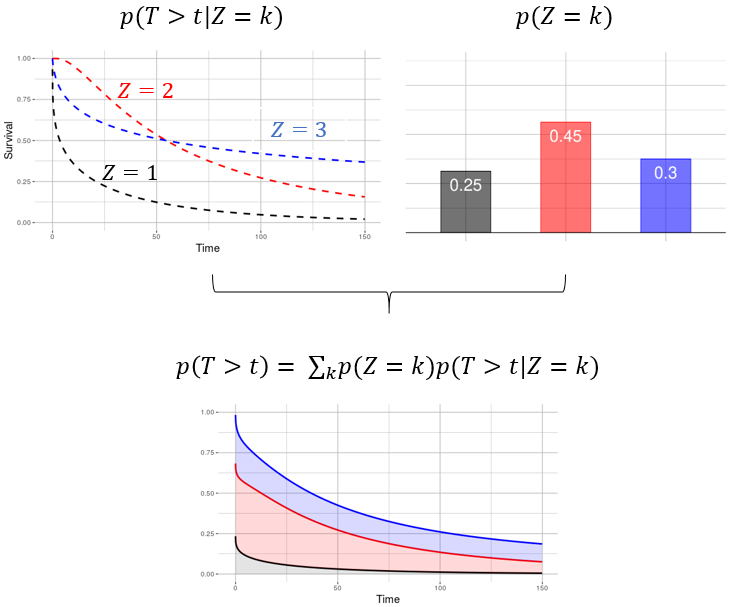 p(T > t|Z = k)
p(Z = k)
1.00
0.75
0.50
0.25
0.00
Survival
Z = 2
Z = 3
Z = 1
0
50
100
150
Time
0.25
0.45
0.3
p(T > t) = ∑ₖp(Z = k)p(T > t|Z = k)
1.00
0.75
0.50
0.25
0.00
0
50
100
150
Time